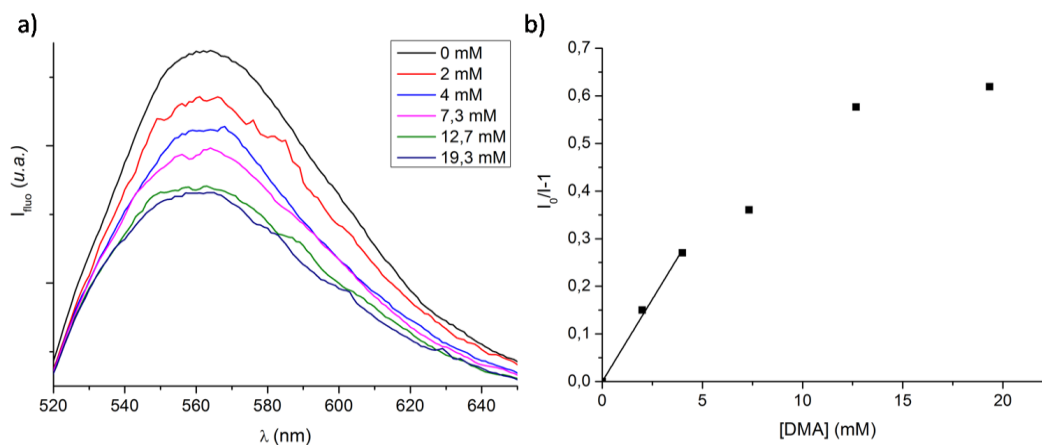 a)
I_fluo (u.a.)
0 mM
2 mM
4 mM
7,3 mM
12,7 mM
19,3 mM
520 540 560 580 600 620 640
λ (nm)
b)
I_0/I-1
0,7
0,6
0,5
0,4
0,3
0,2
0,1
0,0
0 5 10 15 20
[DMA] (mM)